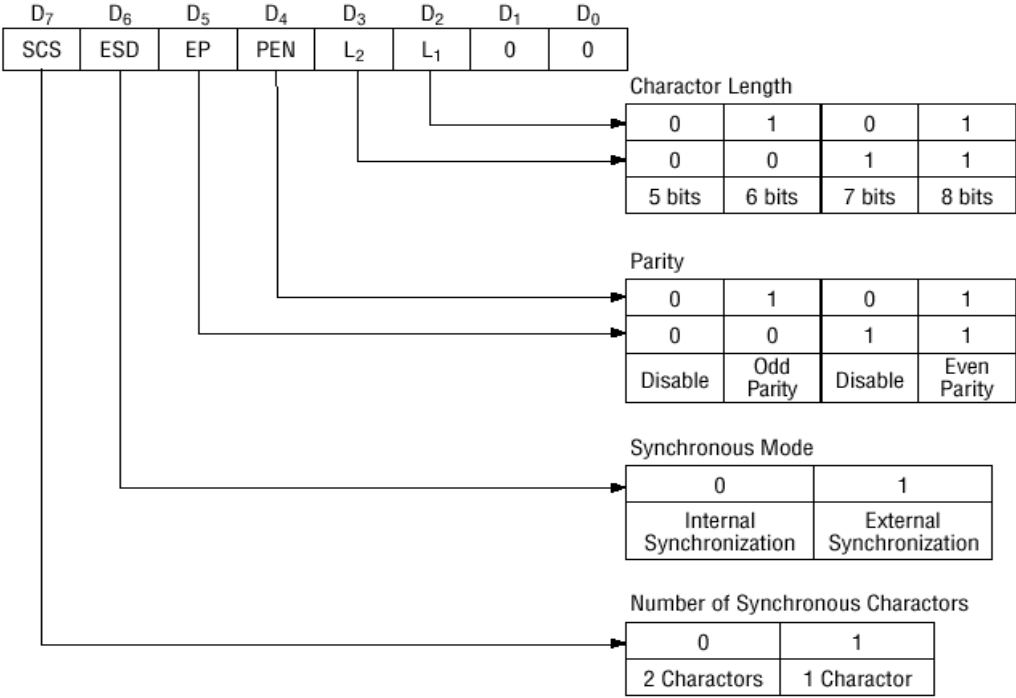 D7 D6 D5 D4 D3 D2 D1 D0
SCS ESD EP PEN L2 L1 0 0
Charactor Length
0 1 0 1
0 0 1 1
5 bits 6 bits 7 bits 8 bits
Parity
0 1 0 1
0 0 1 1
Disable Odd Parity Disable Even Parity
Synchronous Mode
0 1
Internal Synchronization External Synchronization
Number of Synchronous Charactors
0 1
2 Charactors 1 Charactor